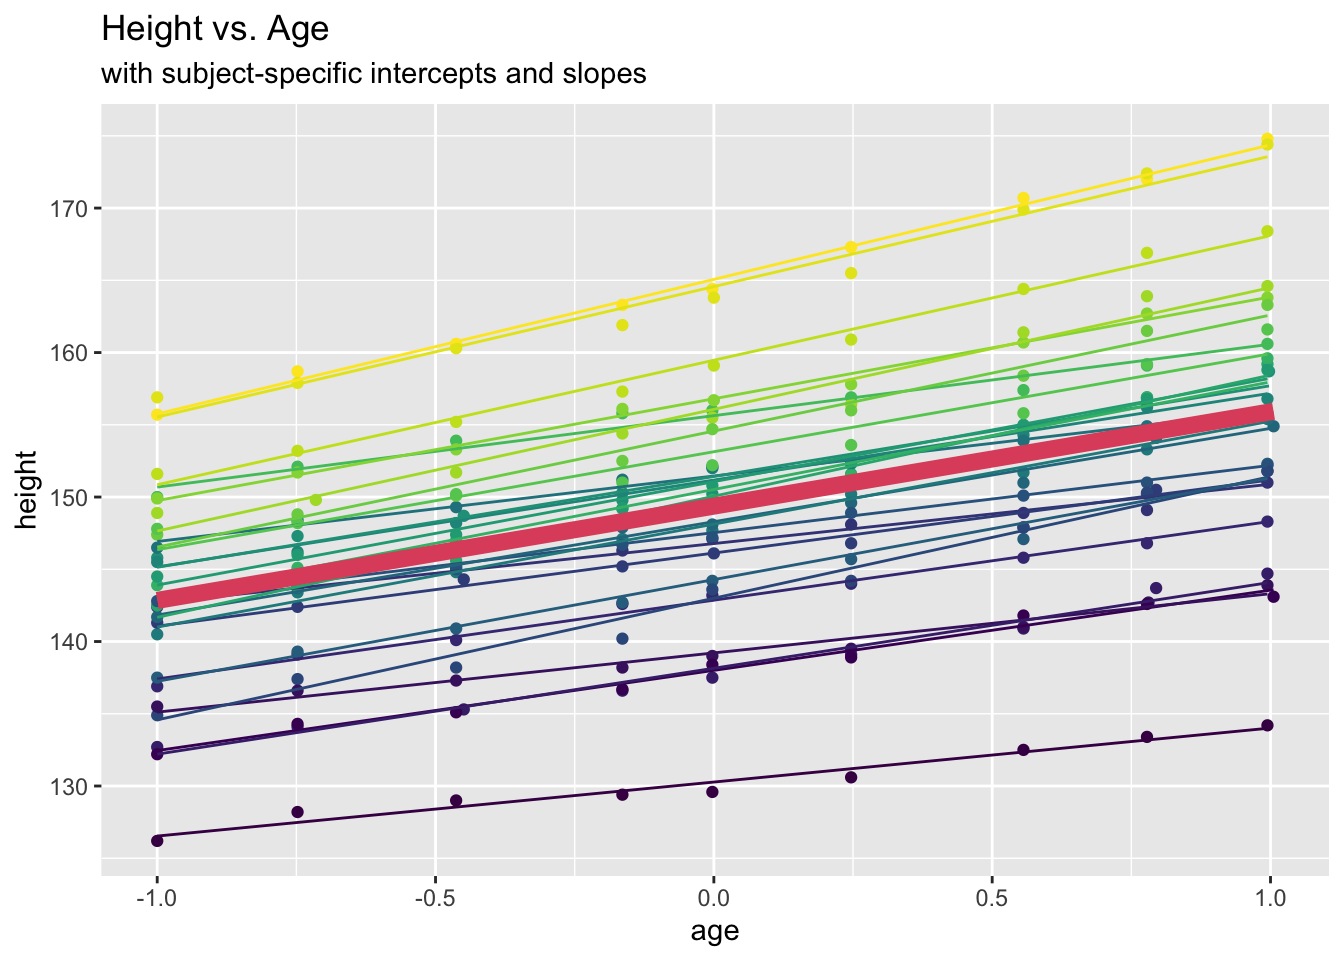 Height vs. Age
with subject-specific intercepts and slopes
170
160
150
140
130
height
-1.0 -0.5 0.0 0.5 1.0
age